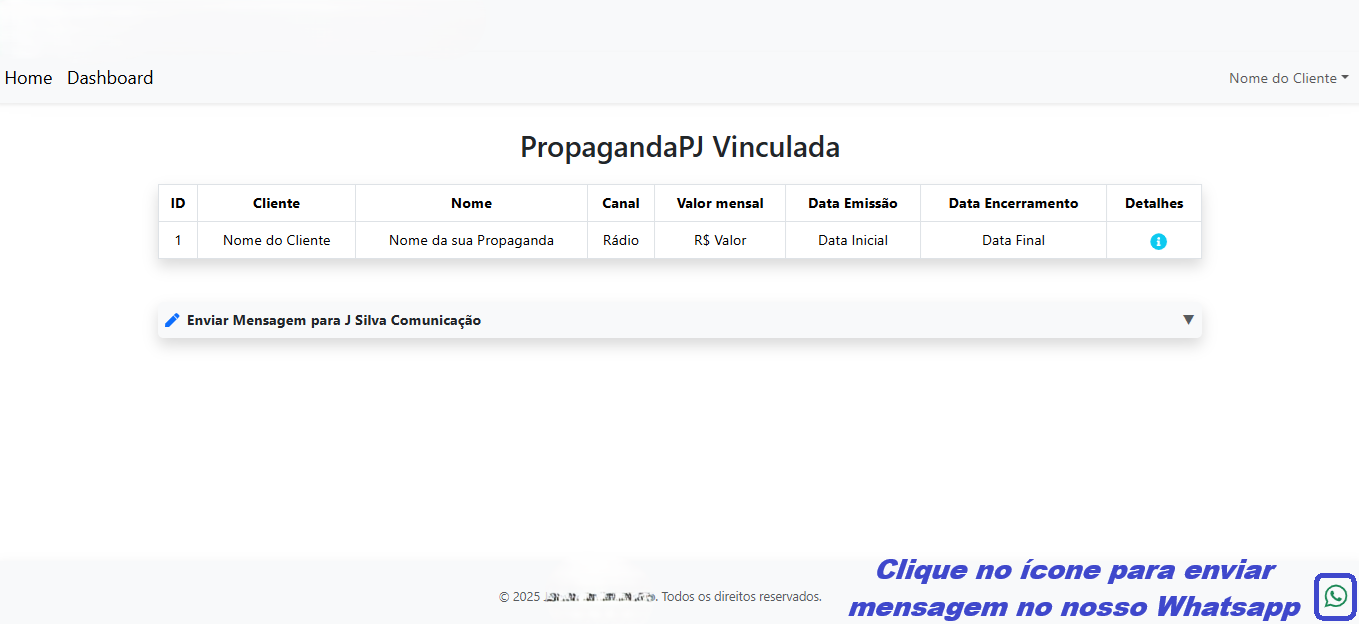 Home Dashboard Nome do Cliente
PropagandaPJ Vinculada
ID Cliente Nome Canal Valor mensal Data Emissão Data Encerramento Detalhes
1 Nome do Cliente Nome da sua Propaganda Rádio R$ Valor Data Inicial Data Final
Enviar Mensagem para J Silva Comunicação
Clique no ícone para enviar
mensagem no nosso Whatsapp
© 2025 . Todos os direitos reservados.